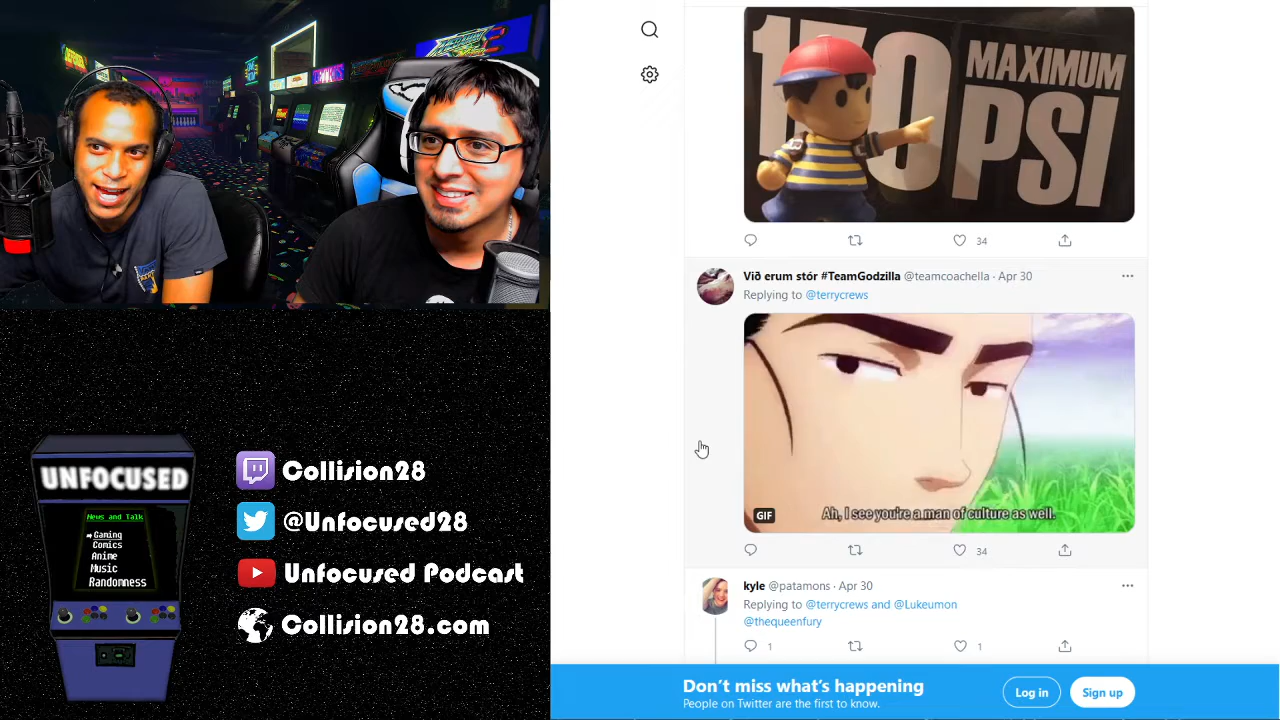 TETRIS
150
MAXIMUM
PSI
34
Við erum stór #TeamGodzilla @teamcoachella · Apr 30
Replying to @terrycrews
GIF
Ah, I see you're a man of culture as well.
34
kyle @patamons · Apr 30
Replying to @terrycrews and @Lukeumon
@thequeenfury
1
1
Don't miss what's happening
People on Twitter are the first to know.
Log in
Sign up
UNFOCUSED
News and Talk
Gaming
Comics
Anime
Music
Randomness
Collision28
@Unfocused28
Unfocused Podcast
Collision28.com